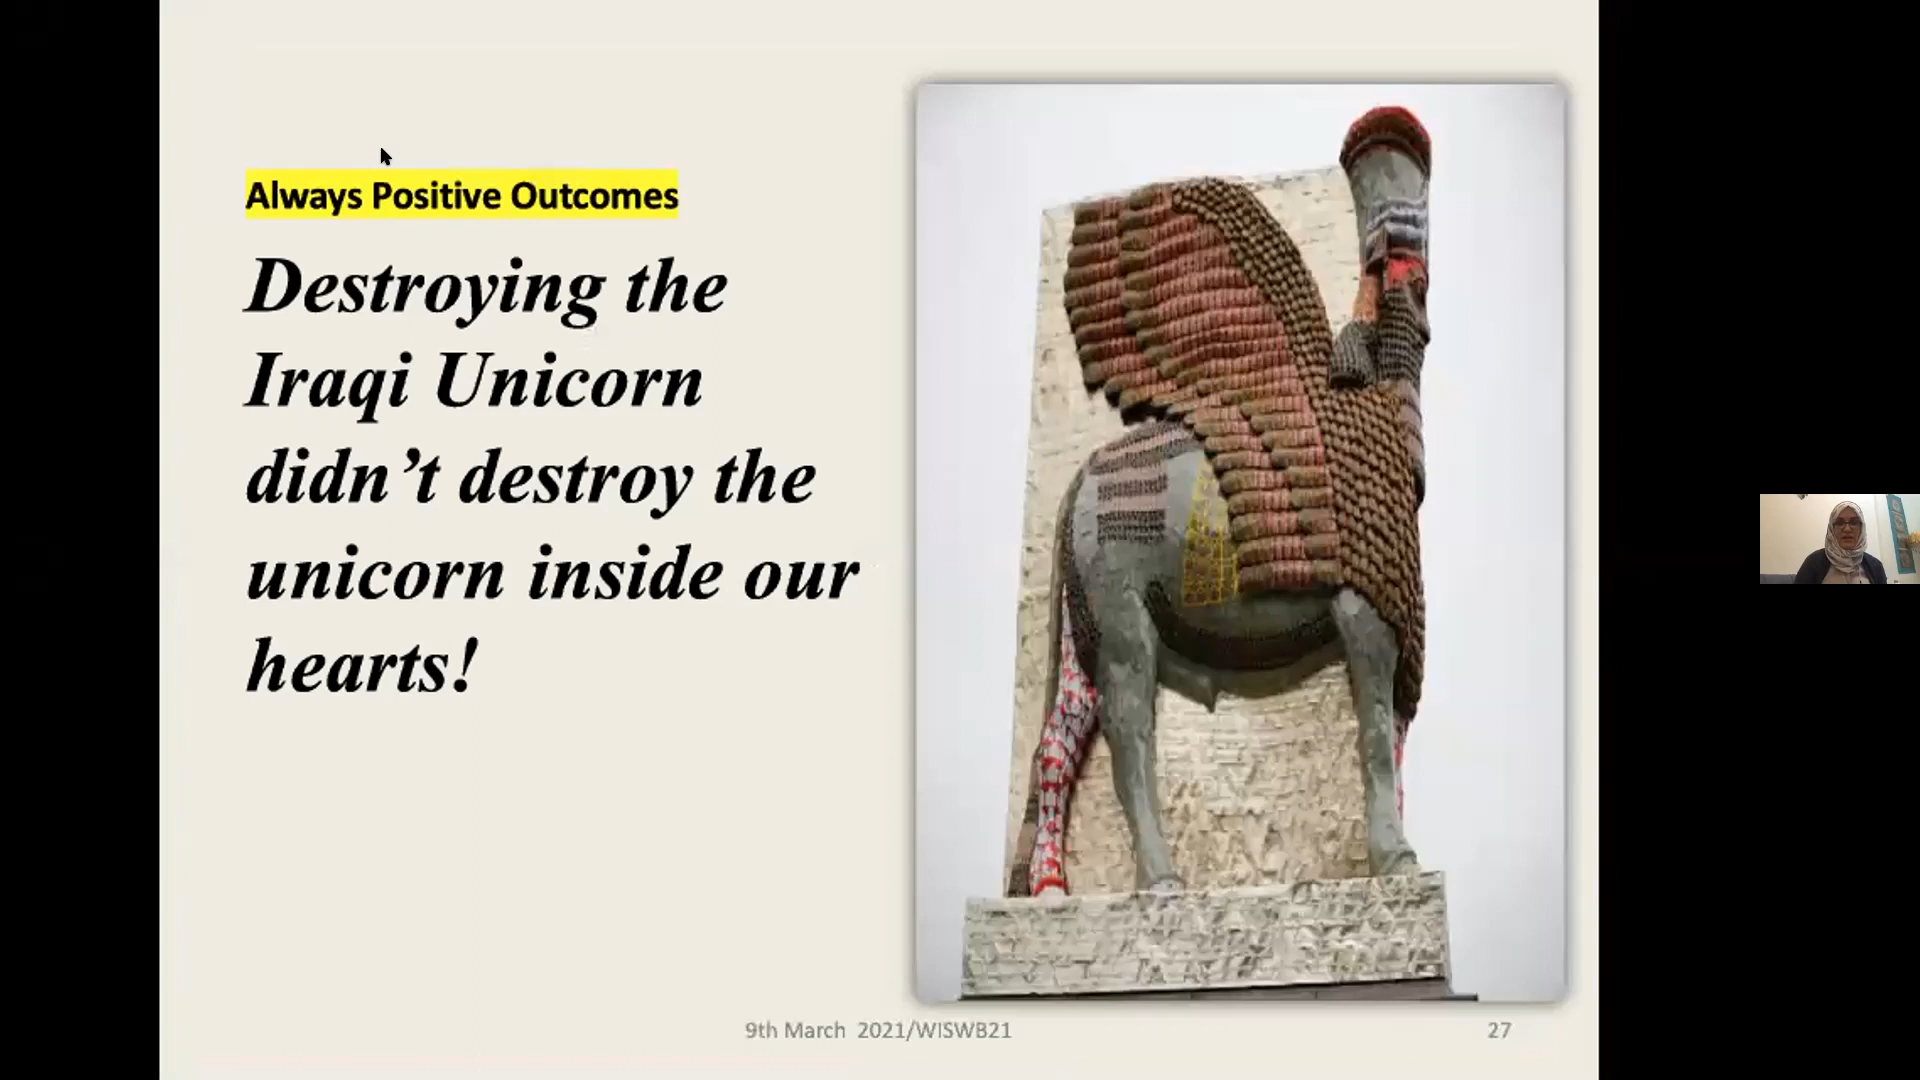 Always Positive Outcomes
Destroying the
Iraqi Unicorn
didn’t destroy the
unicorn inside our
hearts!
9th March 2021/WISWB21
27